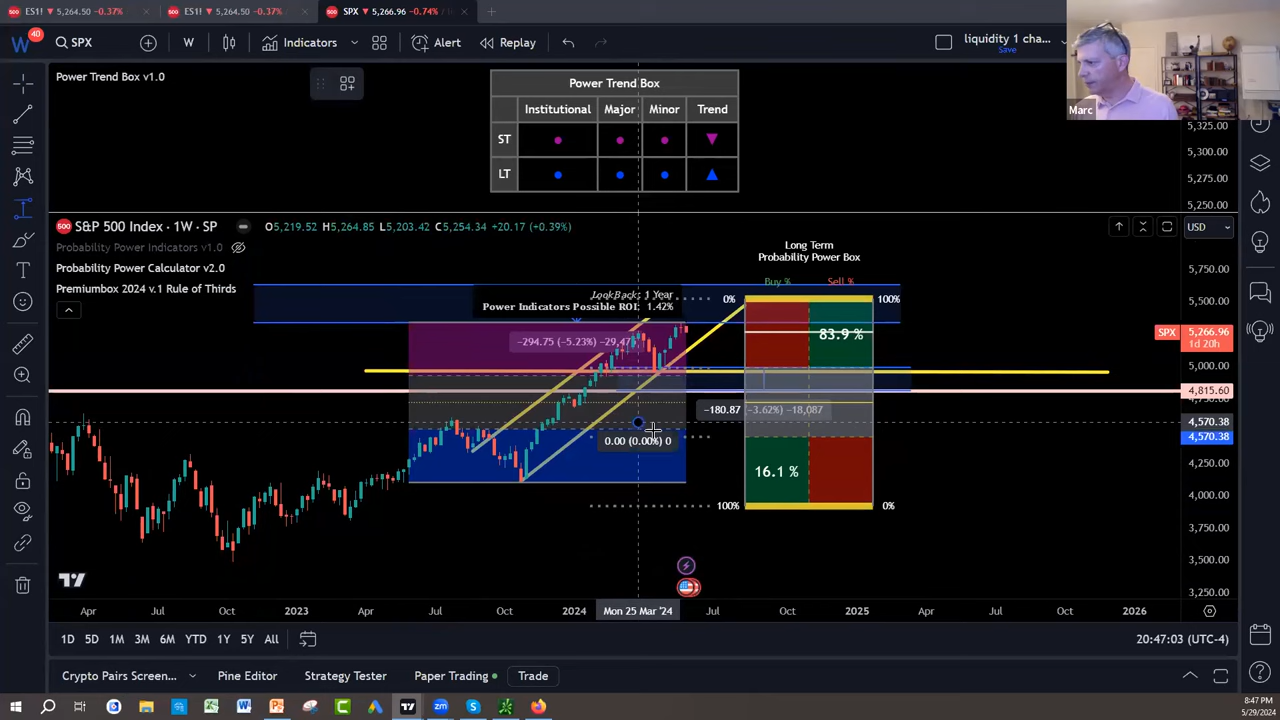 ES1! ▼ 5,264.50 −0.37%
ES1! ▼ 5,264.50 −0.37%
SPX ▼ 5,266.96 −0.74%
40
SPX
W
Indicators
Alert
Replay
liquidity 1 cha...
Save
Marc
Power Trend Box v1.0
Power Trend Box
Institutional Major Minor Trend
ST
LT
5,325.00
5,300.00
5,275.00
5,250.00
5,225.00
5,205.00
500 S&P 500 Index · 1W · SP
O5,219.52 H5,264.85 L5,203.42 C5,254.34 +20.17 (+0.39%)
USD
Probability Power Indicators v1.0
Probability Power Calculator v2.0
Premiumbox 2024 v.1 Rule of Thirds
Long Term
Probability Power Box
Buy % Sell %
LookBack: 1 Year
Power Indicators Possible ROI: 1.42%
0% 100%
83.9 %
−294.75 (−5.23%) −29,47
−180.87 (−3.62%) −18,087
0.00 (0.00%) 0
16.1 %
100% 0%
5,750.00
5,500.00
SPX 5,266.96
1d 20h
5,000.00
4,815.60
4,570.38
4,570.38
4,250.00
4,000.00
3,750.00
3,500.00
3,250.00
Apr Jul Oct 2023 Apr Jul Oct 2024 Mon 25 Mar '24 Jul Oct 2025 Apr Jul Oct 2026
1D 5D 1M 3M 6M YTD 1Y 5Y All
20:47:03 (UTC-4)
Crypto Pairs Screen... Pine Editor Strategy Tester Paper Trading Trade
8:47 PM
5/29/2024